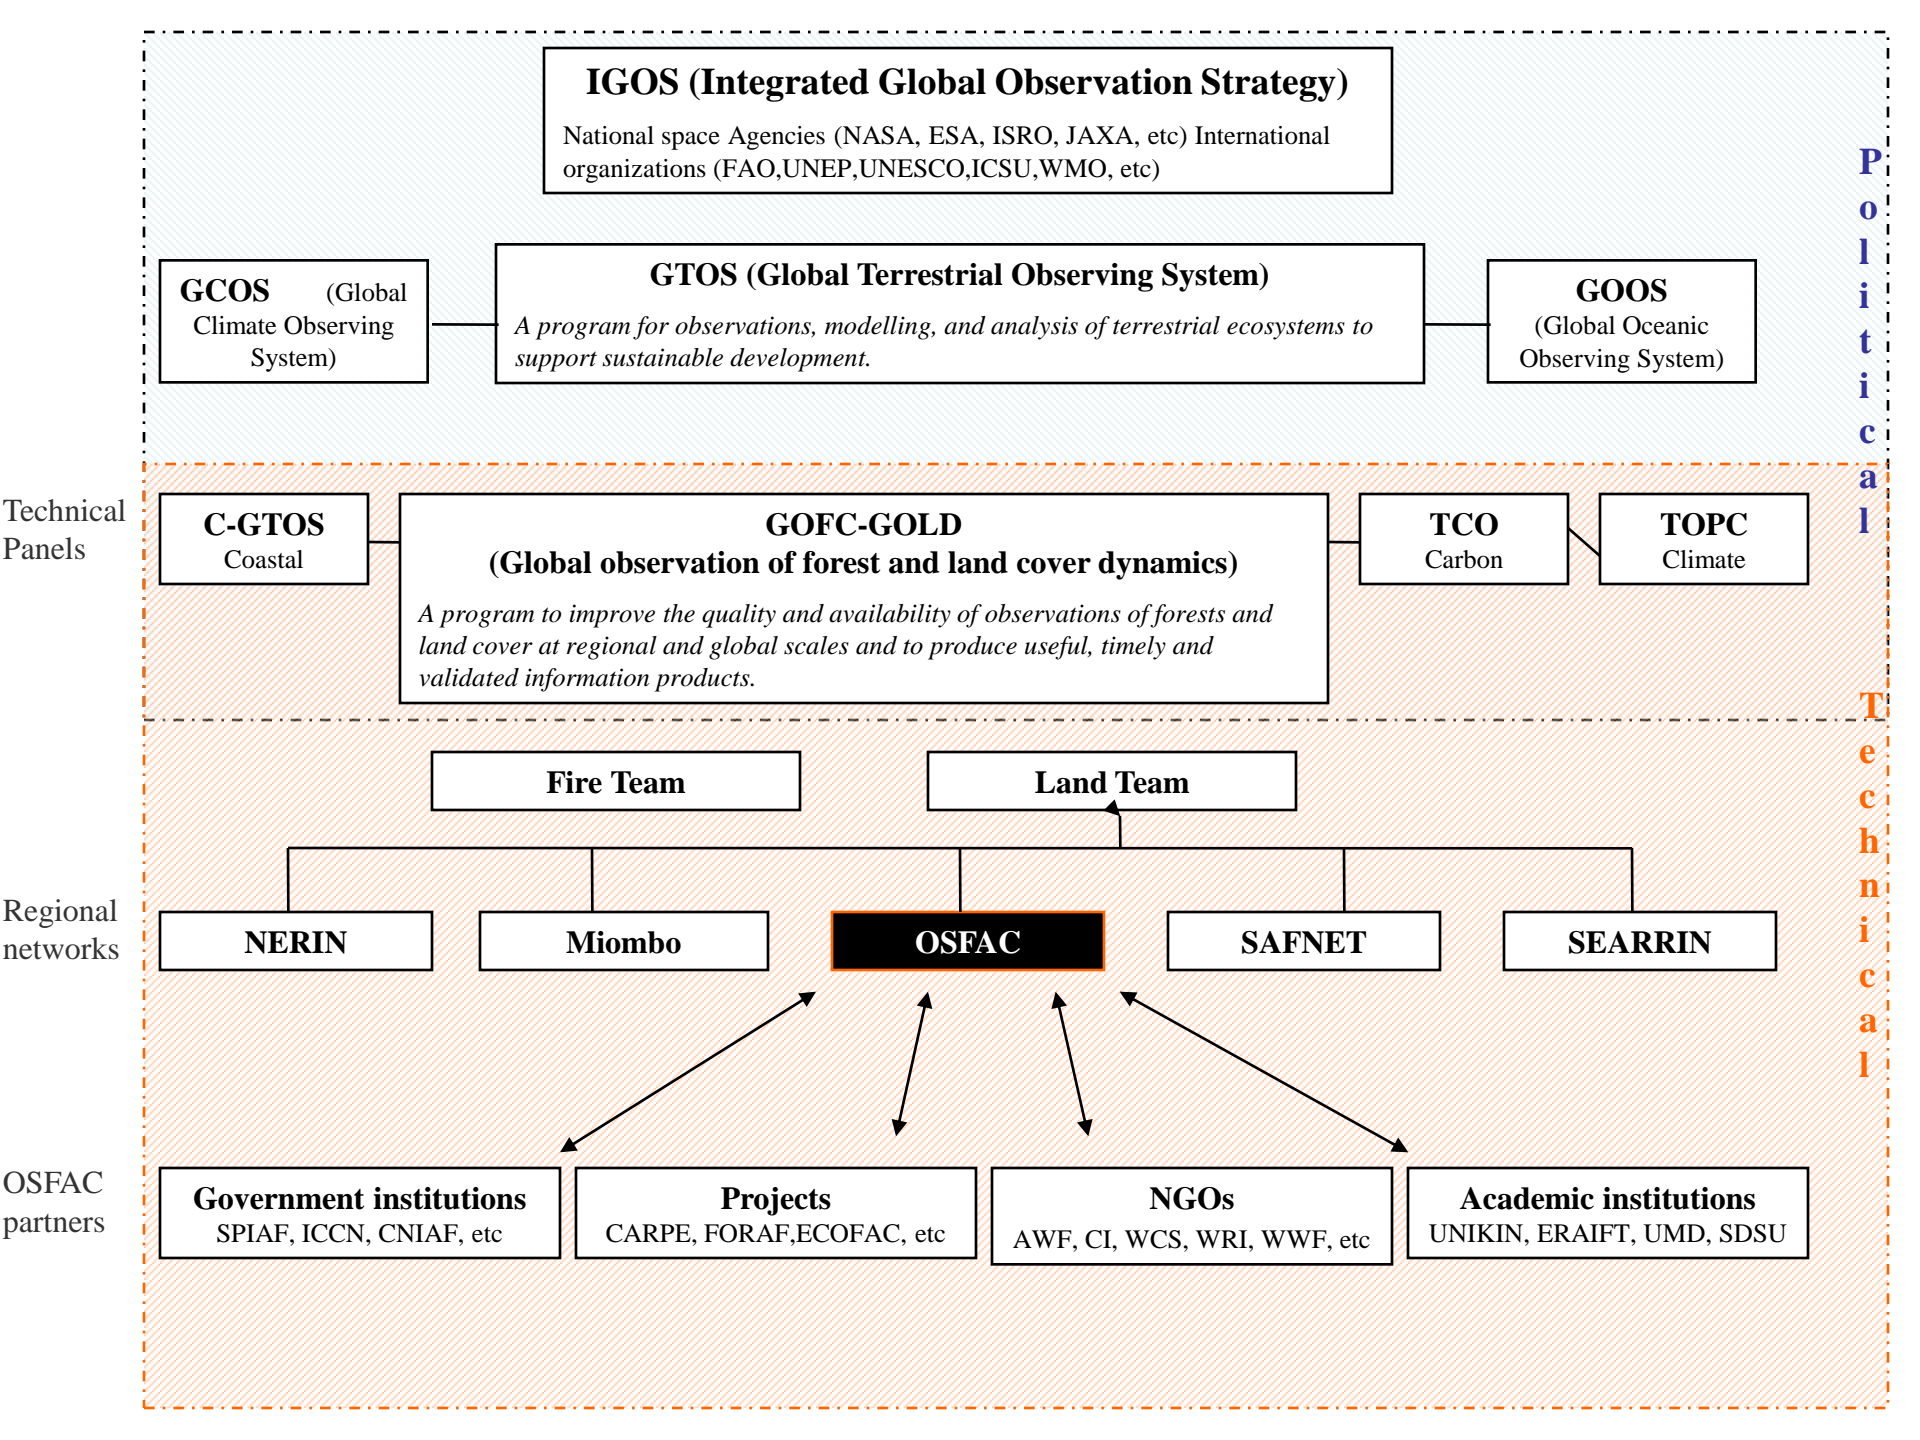 IGOS (Integrated Global Observation Strategy)
National space Agencies (NASA, ESA, ISRO, JAXA, etc) International
organizations (FAO,UNEP,UNESCO,ICSU,WMO, etc)
Political
GCOS (Global
Climate Observing
System)
GTOS (Global Terrestrial Observing System)
A program for observations, modelling, and analysis of terrestrial ecosystems to
support sustainable development.
GOOS
(Global Oceanic
Observing System)
Technical
Panels
C-GTOS
Coastal
GOFC-GOLD
(Global observation of forest and land cover dynamics)
A program to improve the quality and availability of observations of forests and
land cover at regional and global scales and to produce useful, timely and
validated information products.
TCO
Carbon
TOPC
Climate
Technical
Fire Team
Land Team
Regional
networks
NERIN
Miombo
OSFAC
SAFNET
SEARRIN
OSFAC
partners
Government institutions
SPIAF, ICCN, CNIAF, etc
Projects
CARPE, FORAF,ECOFAC, etc
NGOs
AWF, CI, WCS, WRI, WWF, etc
Academic institutions
UNIKIN, ERAIFT, UMD, SDSU